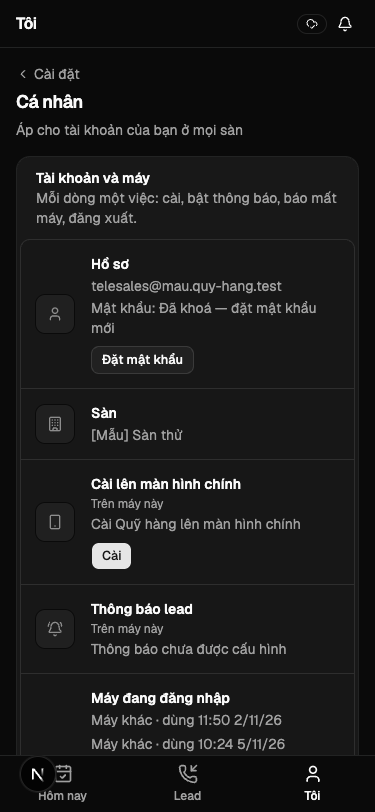 Tôi
Cài đặt
Cá nhân
Áp cho tài khoản của bạn ở mọi sàn
Tài khoản và máy
Mỗi dòng một việc: cài, bật thông báo, báo mất
máy, đăng xuất.
Hồ sơ
telesales@mau.quy-hang.test
Mật khẩu: Đã khoá — đặt mật khẩu
mới
Đặt mật khẩu
Sàn
[Mẫu] Sàn thử
Cài lên màn hình chính
Trên máy này
Cài Quỹ hàng lên màn hình chính
Cài
Thông báo lead
Trên máy này
Thông báo chưa được cấu hình
Máy đang đăng nhập
Máy khác · dùng 11:50 2/11/26
Máy khác · dùng 10:24 5/11/26
N
Hôm nay
Lead
Tôi